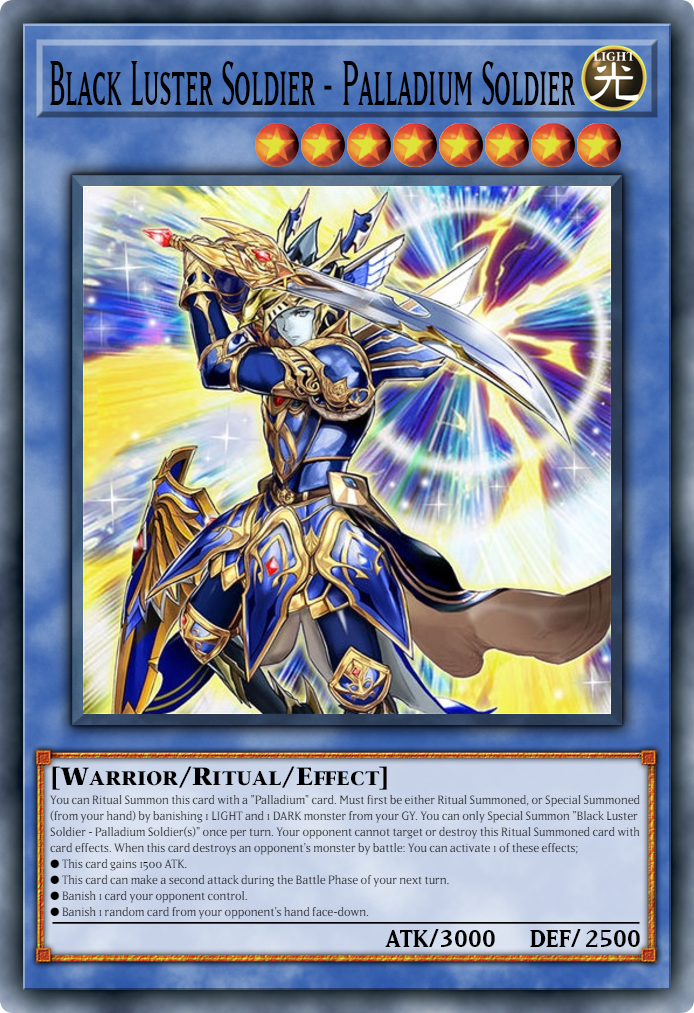 Black Luster Soldier - Palladium Soldier
LIGHT
光
[Warrior/Ritual/Effect]
You can Ritual Summon this card with a "Palladium" card. Must first be either Ritual Summoned, or Special Summoned
(from your hand) by banishing 1 LIGHT and 1 DARK monster from your GY. You can only Special Summon "Black Luster
Soldier - Palladium Soldier(s)" once per turn. Your opponent cannot target or destroy this Ritual Summoned card with
card effects. When this card destroys an opponent's monster by battle: You can activate 1 of these effects;
● This card gains 1500 ATK.
● This card can make a second attack during the Battle Phase of your next turn.
● Banish 1 card your opponent control.
● Banish 1 random card from your opponent's hand face-down.
ATK/3000 DEF/ 2500